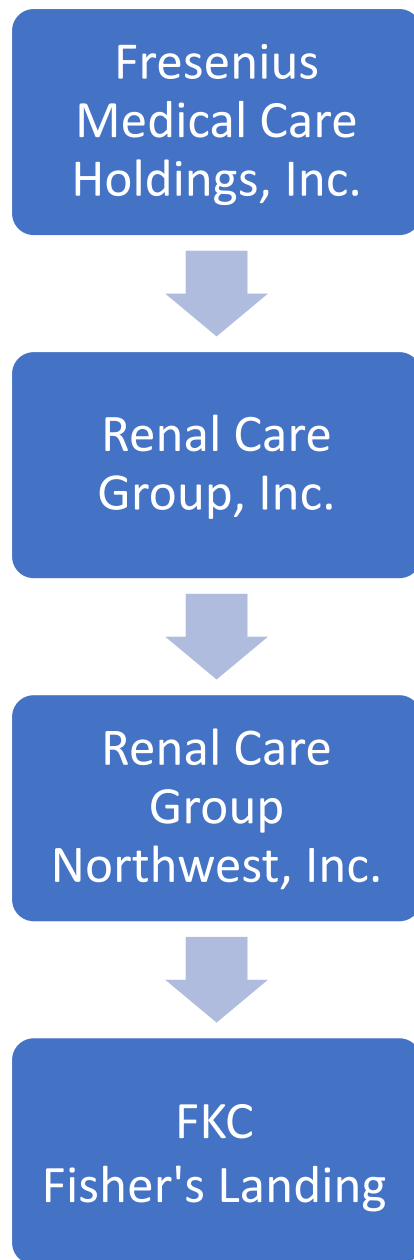 Fresenius
Medical Care
Holdings, Inc.
Renal Care
Group, Inc.
Renal Care
Group
Northwest, Inc.
FKC
Fisher's Landing